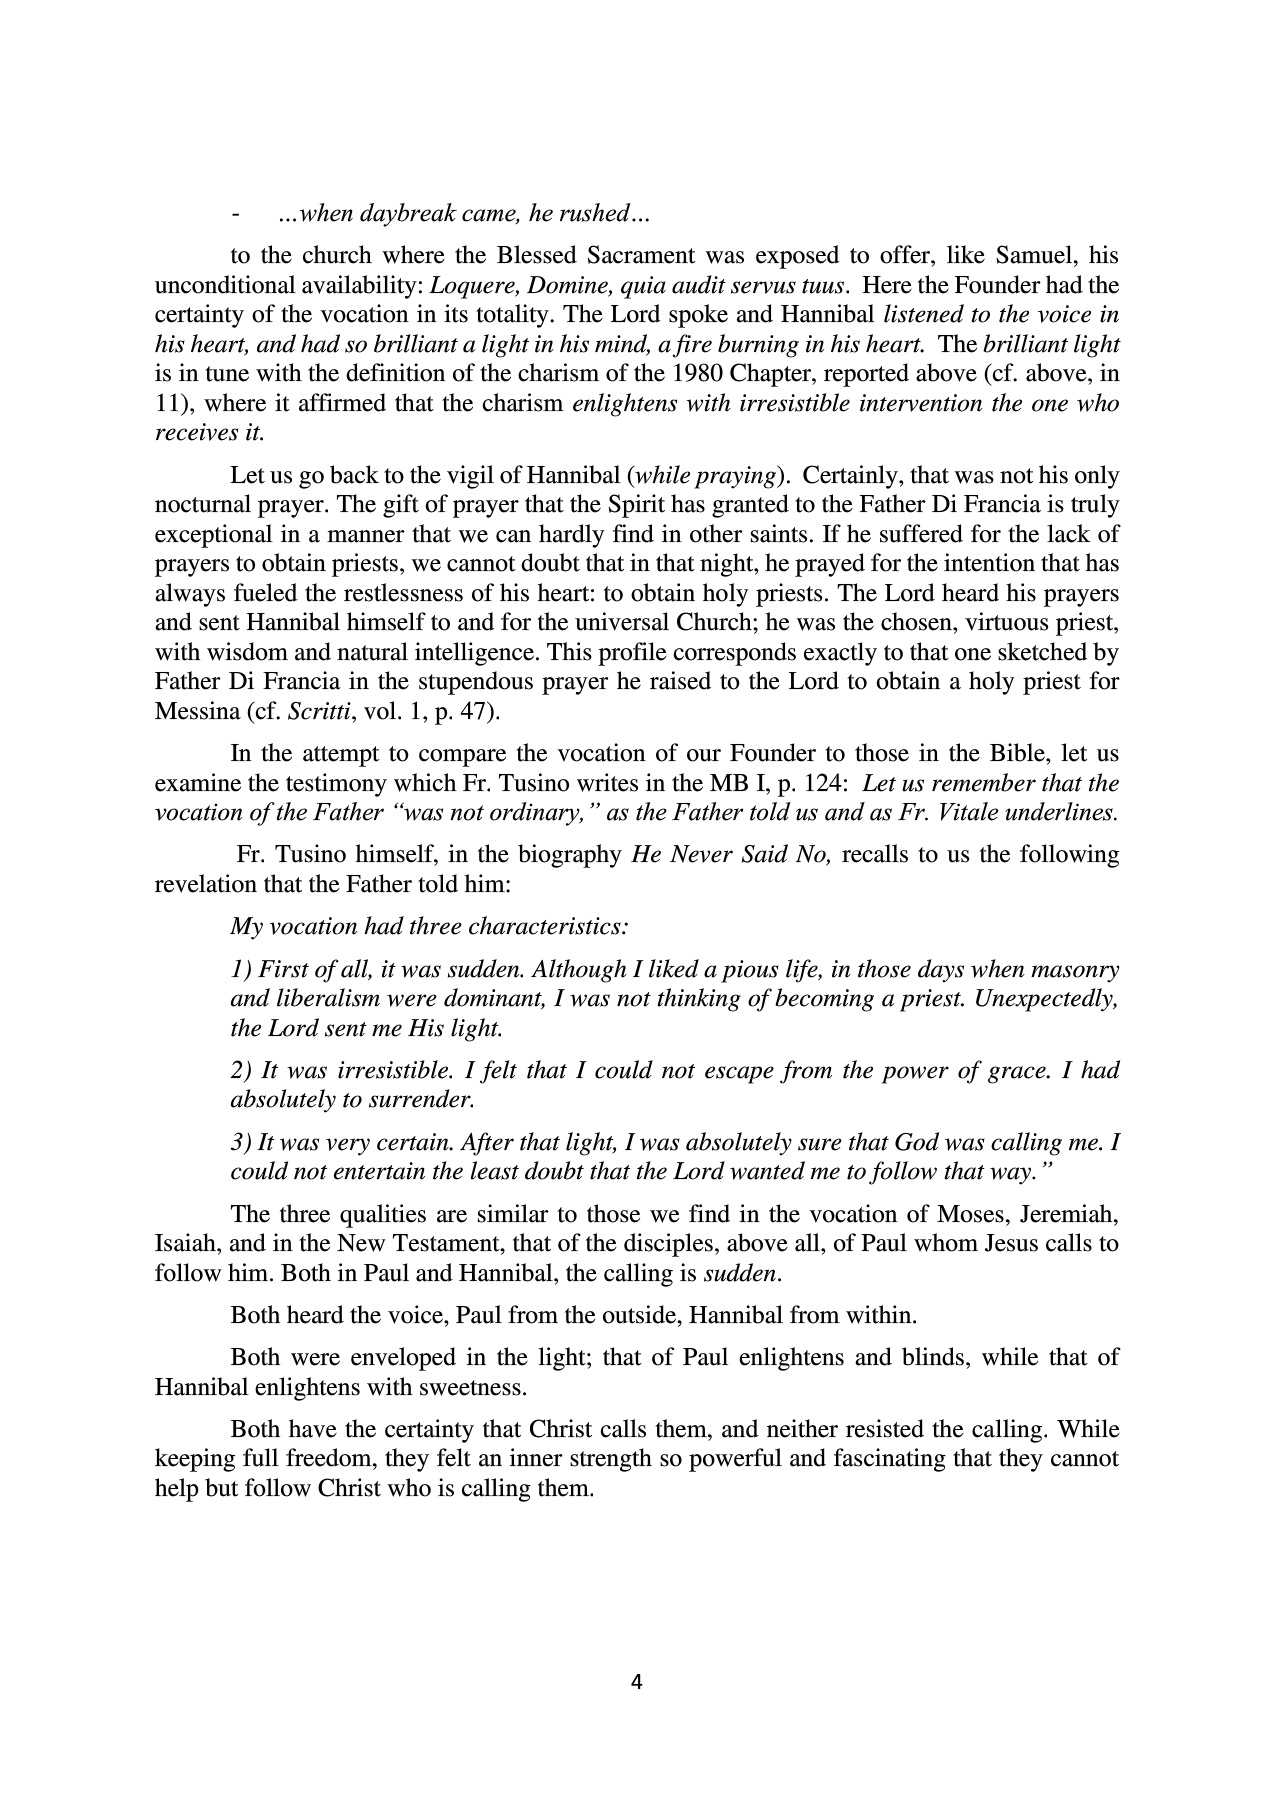 - …when daybreak came, he rushed…
to the church where the Blessed Sacrament was exposed to offer, like Samuel, his
unconditional availability: Loquere, Domine, quia audit servus tuus. Here the Founder had the
certainty of the vocation in its totality. The Lord spoke and Hannibal listened to the voice in
his heart, and had so brilliant a light in his mind, a fire burning in his heart. The brilliant light
is in tune with the definition of the charism of the 1980 Chapter, reported above (cf. above, in
11), where it affirmed that the charism enlightens with irresistible intervention the one who
receives it.
Let us go back to the vigil of Hannibal (while praying). Certainly, that was not his only
nocturnal prayer. The gift of prayer that the Spirit has granted to the Father Di Francia is truly
exceptional in a manner that we can hardly find in other saints. If he suffered for the lack of
prayers to obtain priests, we cannot doubt that in that night, he prayed for the intention that has
always fueled the restlessness of his heart: to obtain holy priests. The Lord heard his prayers
and sent Hannibal himself to and for the universal Church; he was the chosen, virtuous priest,
with wisdom and natural intelligence. This profile corresponds exactly to that one sketched by
Father Di Francia in the stupendous prayer he raised to the Lord to obtain a holy priest for
Messina (cf. Scritti, vol. 1, p. 47).
In the attempt to compare the vocation of our Founder to those in the Bible, let us
examine the testimony which Fr. Tusino writes in the MB I, p. 124: Let us remember that the
vocation of the Father “was not ordinary,” as the Father told us and as Fr. Vitale underlines.
Fr. Tusino himself, in the biography He Never Said No, recalls to us the following
revelation that the Father told him:
My vocation had three characteristics:
1) First of all, it was sudden. Although I liked a pious life, in those days when masonry
and liberalism were dominant, I was not thinking of becoming a priest. Unexpectedly,
the Lord sent me His light.
2) It was irresistible. I felt that I could not escape from the power of grace. I had
absolutely to surrender.
3) It was very certain. After that light, I was absolutely sure that God was calling me. I
could not entertain the least doubt that the Lord wanted me to follow that way.”
The three qualities are similar to those we find in the vocation of Moses, Jeremiah,
Isaiah, and in the New Testament, that of the disciples, above all, of Paul whom Jesus calls to
follow him. Both in Paul and Hannibal, the calling is sudden.
Both heard the voice, Paul from the outside, Hannibal from within.
Both were enveloped in the light; that of Paul enlightens and blinds, while that of
Hannibal enlightens with sweetness.
Both have the certainty that Christ calls them, and neither resisted the calling. While
keeping full freedom, they felt an inner strength so powerful and fascinating that they cannot
help but follow Christ who is calling them.
4